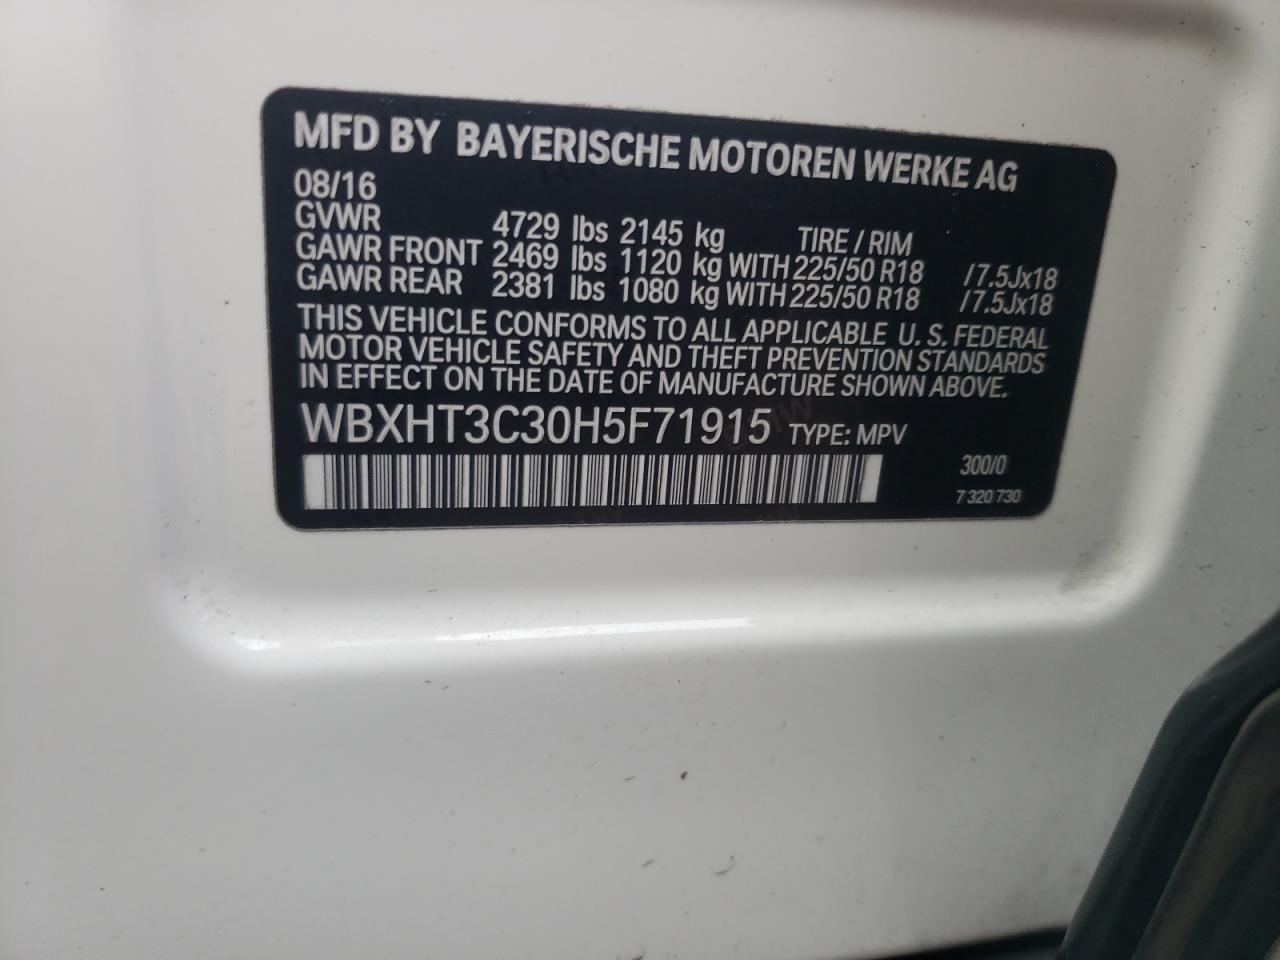 MFD BY BAYERISCHE MOTOREN WERKE AG
08/16
GVWR 4729 lbs 2145 kg TIRE / RIM
GAWR FRONT 2469 lbs 1120 kg WITH 225/50 R18 / 7.5Jx18
GAWR REAR 2381 lbs 1080 kg WITH 225/50 R18 / 7.5Jx18
THIS VEHICLE CONFORMS TO ALL APPLICABLE U. S. FEDERAL
MOTOR VEHICLE SAFETY AND THEFT PREVENTION STANDARDS
IN EFFECT ON THE DATE OF MANUFACTURE SHOWN ABOVE.
WBXHT3C30H5F71915 TYPE: MPV
300/0
7 320 730